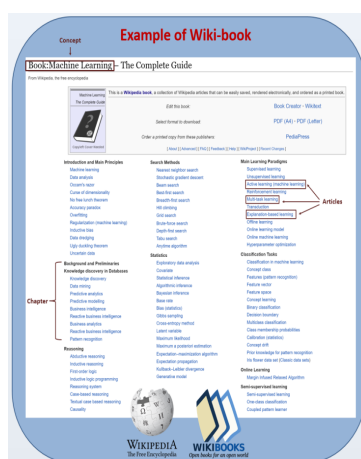 Example of Wiki-book
Concept
Book:Machine Learning – The Complete Guide
From Wikipedia, the free encyclopedia
Machine Learning
The Complete Guide
This is a Wikipedia book, a collection of Wikipedia articles that can be easily saved, rendered electronically, and ordered as a printed book.
Edit this book:
Book Creator · Wikitext
Select format to download:
PDF (A4) · PDF (Letter)
Order a printed copy from these publishers:
PediaPress
[ About ] [ Advanced ] [ FAQ ] [ Feedback ] [ Help ] [ WikiProject ] [ Recent Changes ]
Introduction and Main Principles
Machine learning
Data analysis
Occam's razor
Curse of dimensionality
No free lunch theorem
Accuracy paradox
Overfitting
Regularization (machine learning)
Inductive bias
Data dredging
Ugly duckling theorem
Uncertain data
Chapter
Background and Preliminaries
Knowledge discovery in Databases
Knowledge discovery
Data mining
Predictive analytics
Predictive modelling
Business intelligence
Reactive business intelligence
Business analytics
Reactive business intelligence
Pattern recognition
Reasoning
Abductive reasoning
Inductive reasoning
First-order logic
Inductive logic programming
Reasoning system
Case-based reasoning
Textual case based reasoning
Causality
Search Methods
Nearest neighbor search
Stochastic gradient descent
Beam search
Best-first search
Breadth-first search
Hill climbing
Grid search
Brute-force search
Depth-first search
Tabu search
Anytime algorithm
Statistics
Exploratory data analysis
Covariate
Statistical inference
Algorithmic inference
Bayesian inference
Base rate
Bias (statistics)
Gibbs sampling
Cross-entropy method
Latent variable
Maximum likelihood
Maximum a posteriori estimation
Expectation–maximization algorithm
Expectation propagation
Kullback–Leibler divergence
Generative model
Main Learning Paradigms
Supervised learning
Unsupervised learning
Active learning (machine learning)
Reinforcement learning
Multi-task learning
Transduction
Explanation-based learning
Offline learning
Online learning model
Online machine learning
Hyperparameter optimization
Articles
Classification Tasks
Classification in machine learning
Concept class
Features (pattern recognition)
Feature vector
Feature space
Concept learning
Binary classification
Decision boundary
Multiclass classification
Class membership probabilities
Calibration (statistics)
Concept drift
Prior knowledge for pattern recognition
Iris flower data set (Classic data sets)
Online Learning
Margin Infused Relaxed Algorithm
Semi-supervised learning
Semi-supervised learning
One-class classification
Coupled pattern learner
WIKIPEDIA
The Free Encyclopedia
WIKIBOOKS
Open books for an open world